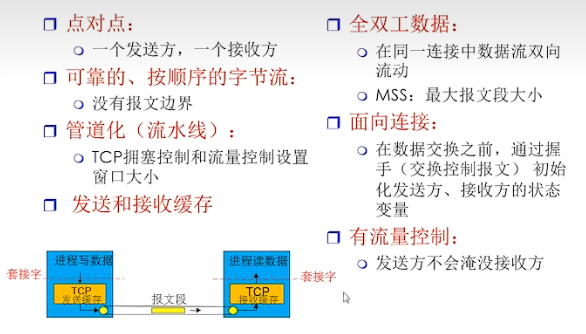 点对点：
一个发送方，一个接收方
可靠的、按顺序的字节流：
没有报文边界
管道化（流水线）：
TCP拥塞控制和流量控制设置
窗口大小
发送和接收缓存
全双工数据：
在同一连接中数据流双向
流动
MSS：最大报文段大小
面向连接：
在数据交换之前，通过握
手（交换控制报文） 初始
化发送方、接收方的状态
变量
有流量控制：
发送方不会淹没接收方
进程写数据
进程读数据
套接字
套接字
TCP
发送缓存
报文段
TCP
接收缓存